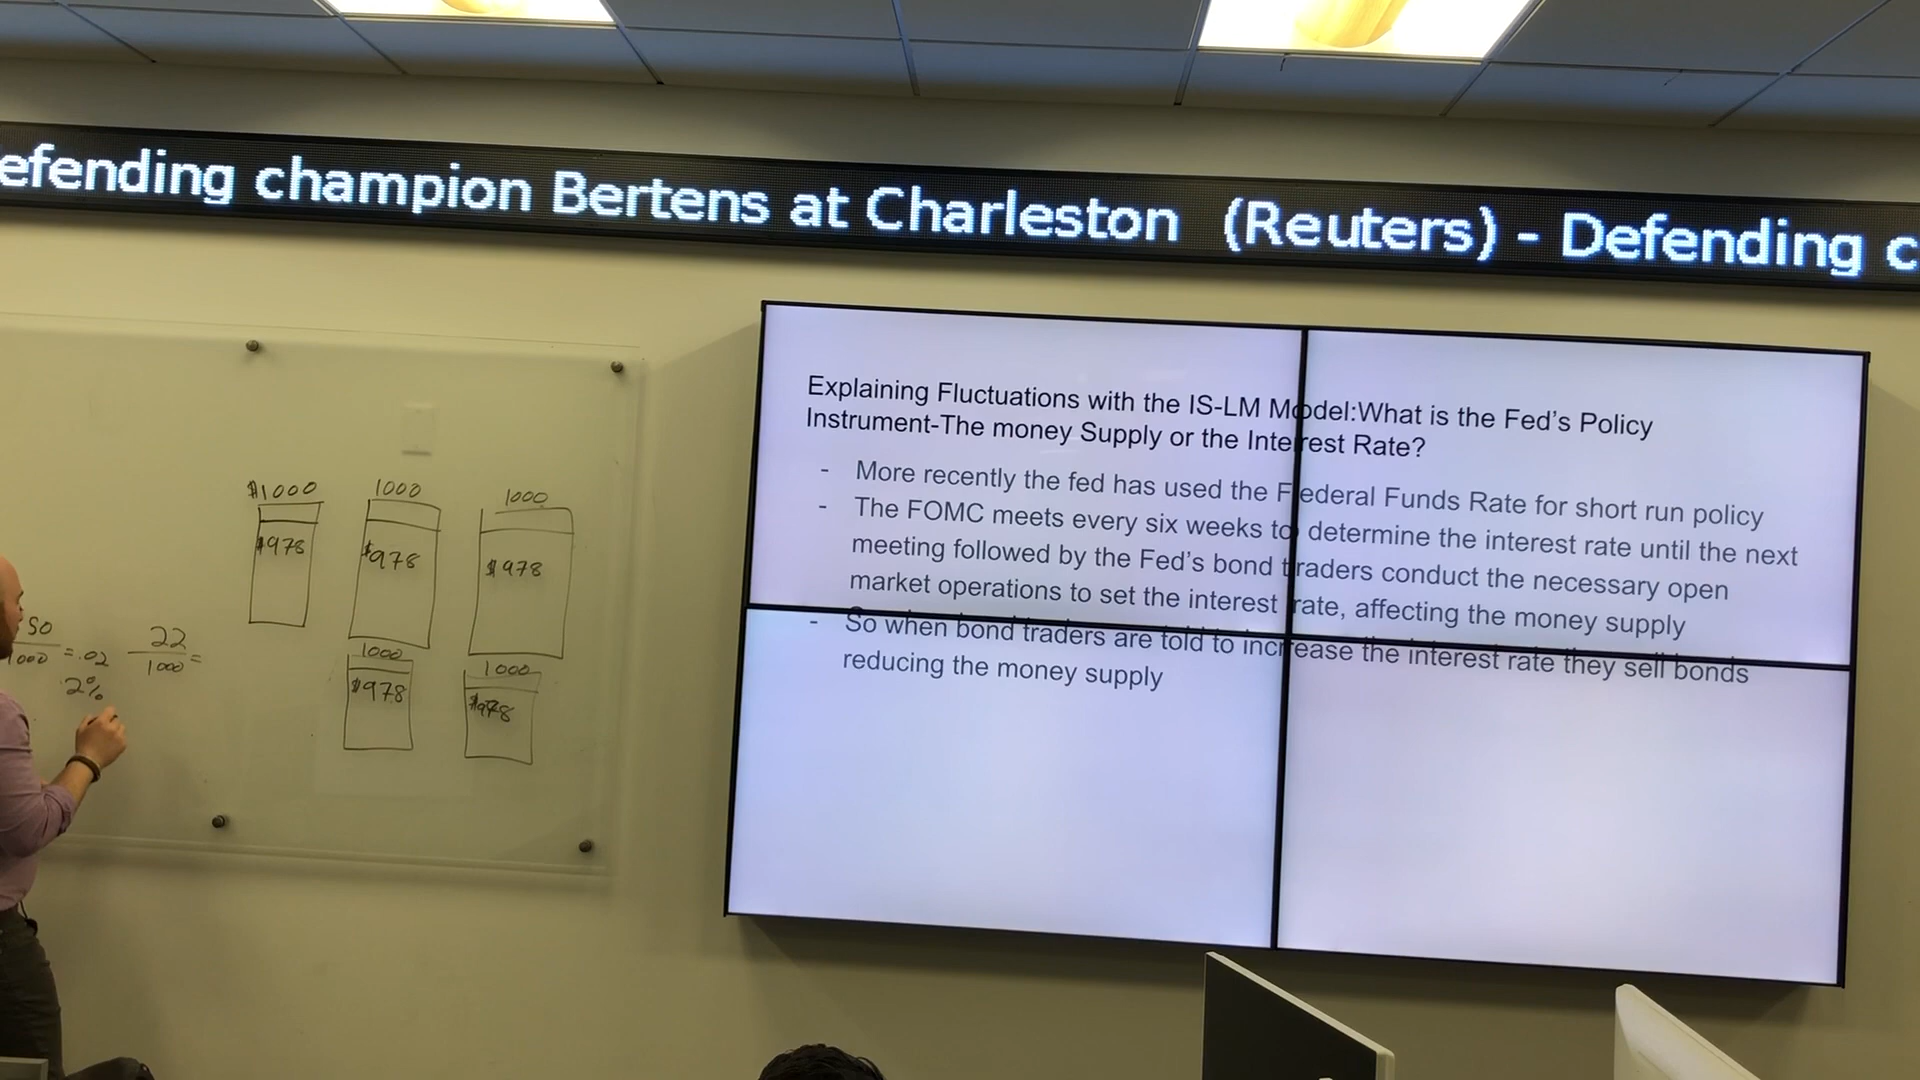 efending champion Bertens at Charleston (Reuters) - Defending c
Explaining Fluctuations with the IS-LM Model:What is the Fed's Policy
Instrument-The money Supply or the Interest Rate?
- More recently the fed has used the Federal Funds Rate for short run policy
- The FOMC meets every six weeks to determine the interest rate until the next
meeting followed by the Fed's bond traders conduct the necessary open
market operations to set the interest rate, affecting the money supply
- So when bond traders are told to increase the interest rate they sell bonds
reducing the money supply
$1000 1000 1000
$978 $978 $978
1000 1000
$978 $978
50
1000 = .02
2%
22
1000 =